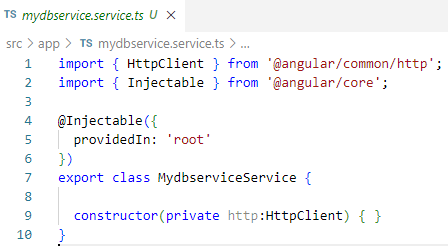 mydbservice.service.ts U ×
src > app > TS mydbservice.service.ts > ...
1 import { HttpClient } from '@angular/common/http';
2 import { Injectable } from '@angular/core';
3
4 @Injectable({
5   providedIn: 'root'
6 })
7 export class MydbserviceService {
8
9   constructor(private http:HttpClient) { }
10 }